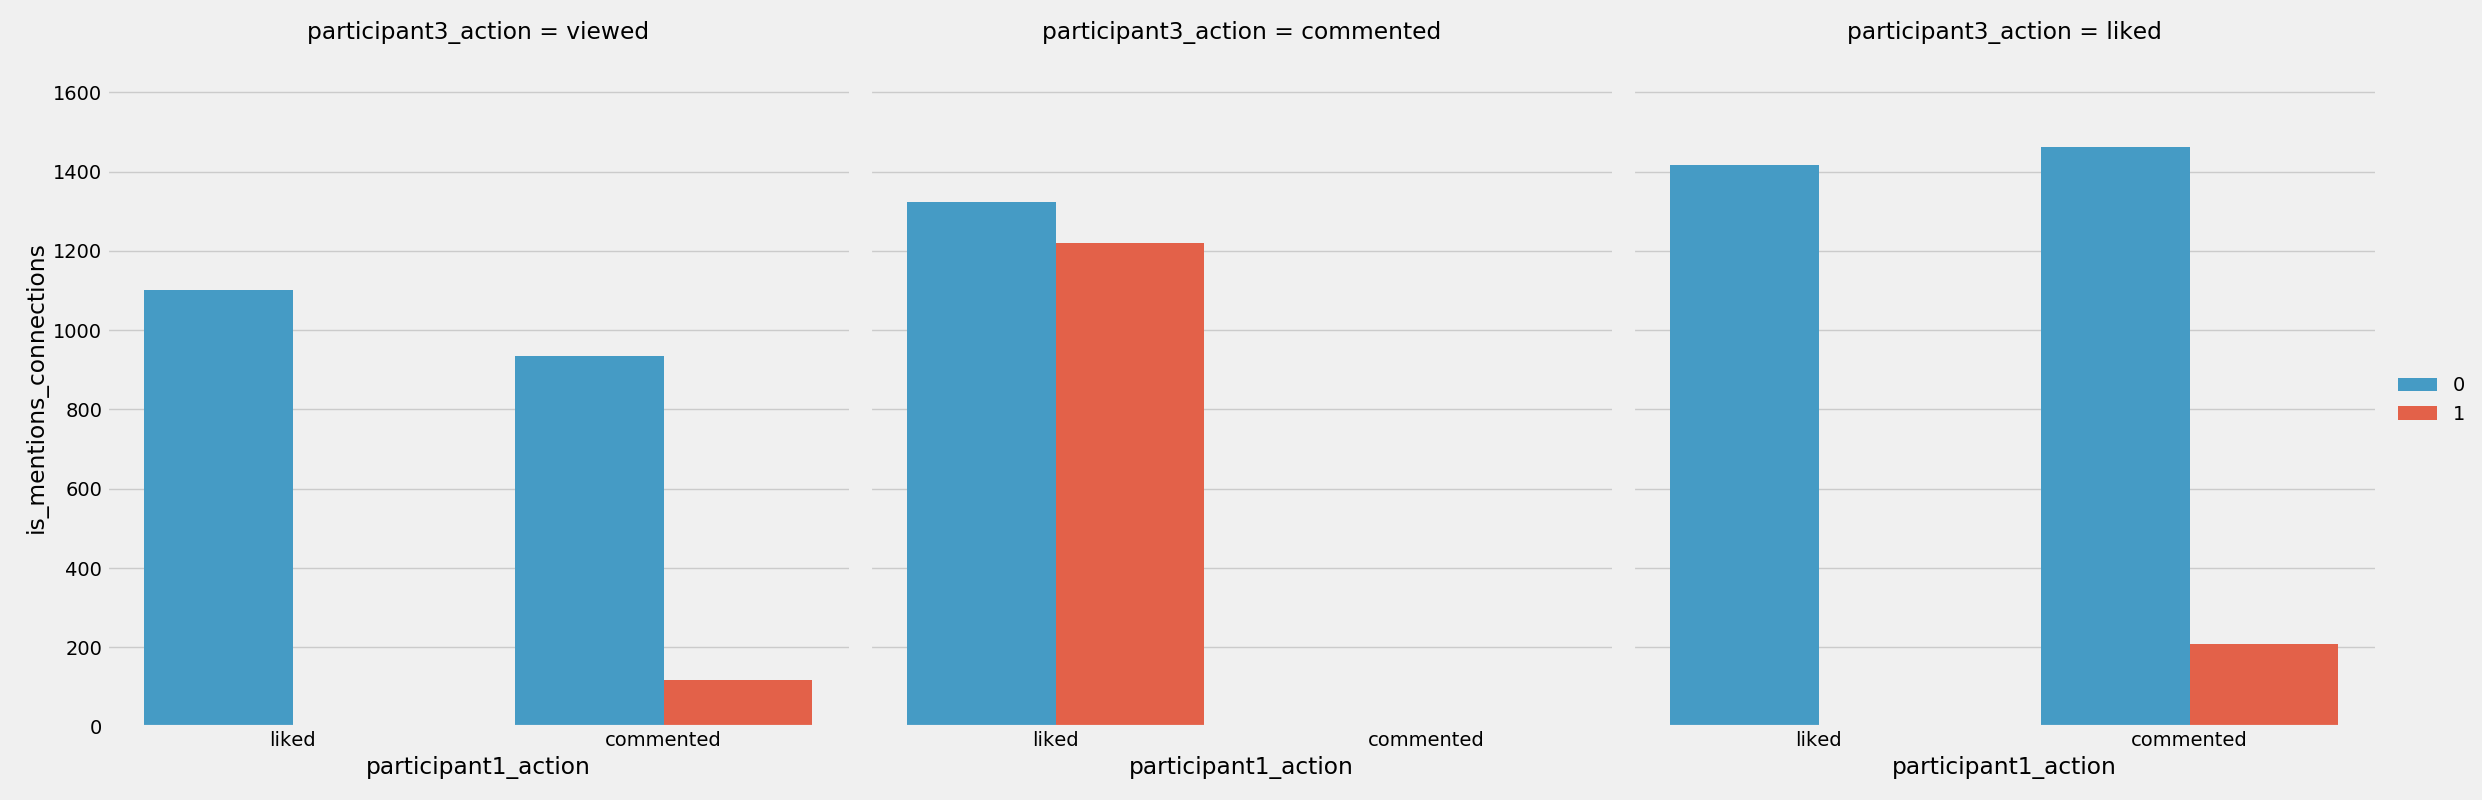 participant3_action = viewed
participant3_action = commented
participant3_action = liked
is_mentions_connections
1600
1400
1200
1000
800
600
400
200
0
liked
commented
liked
commented
liked
commented
participant1_action
participant1_action
participant1_action
0
1